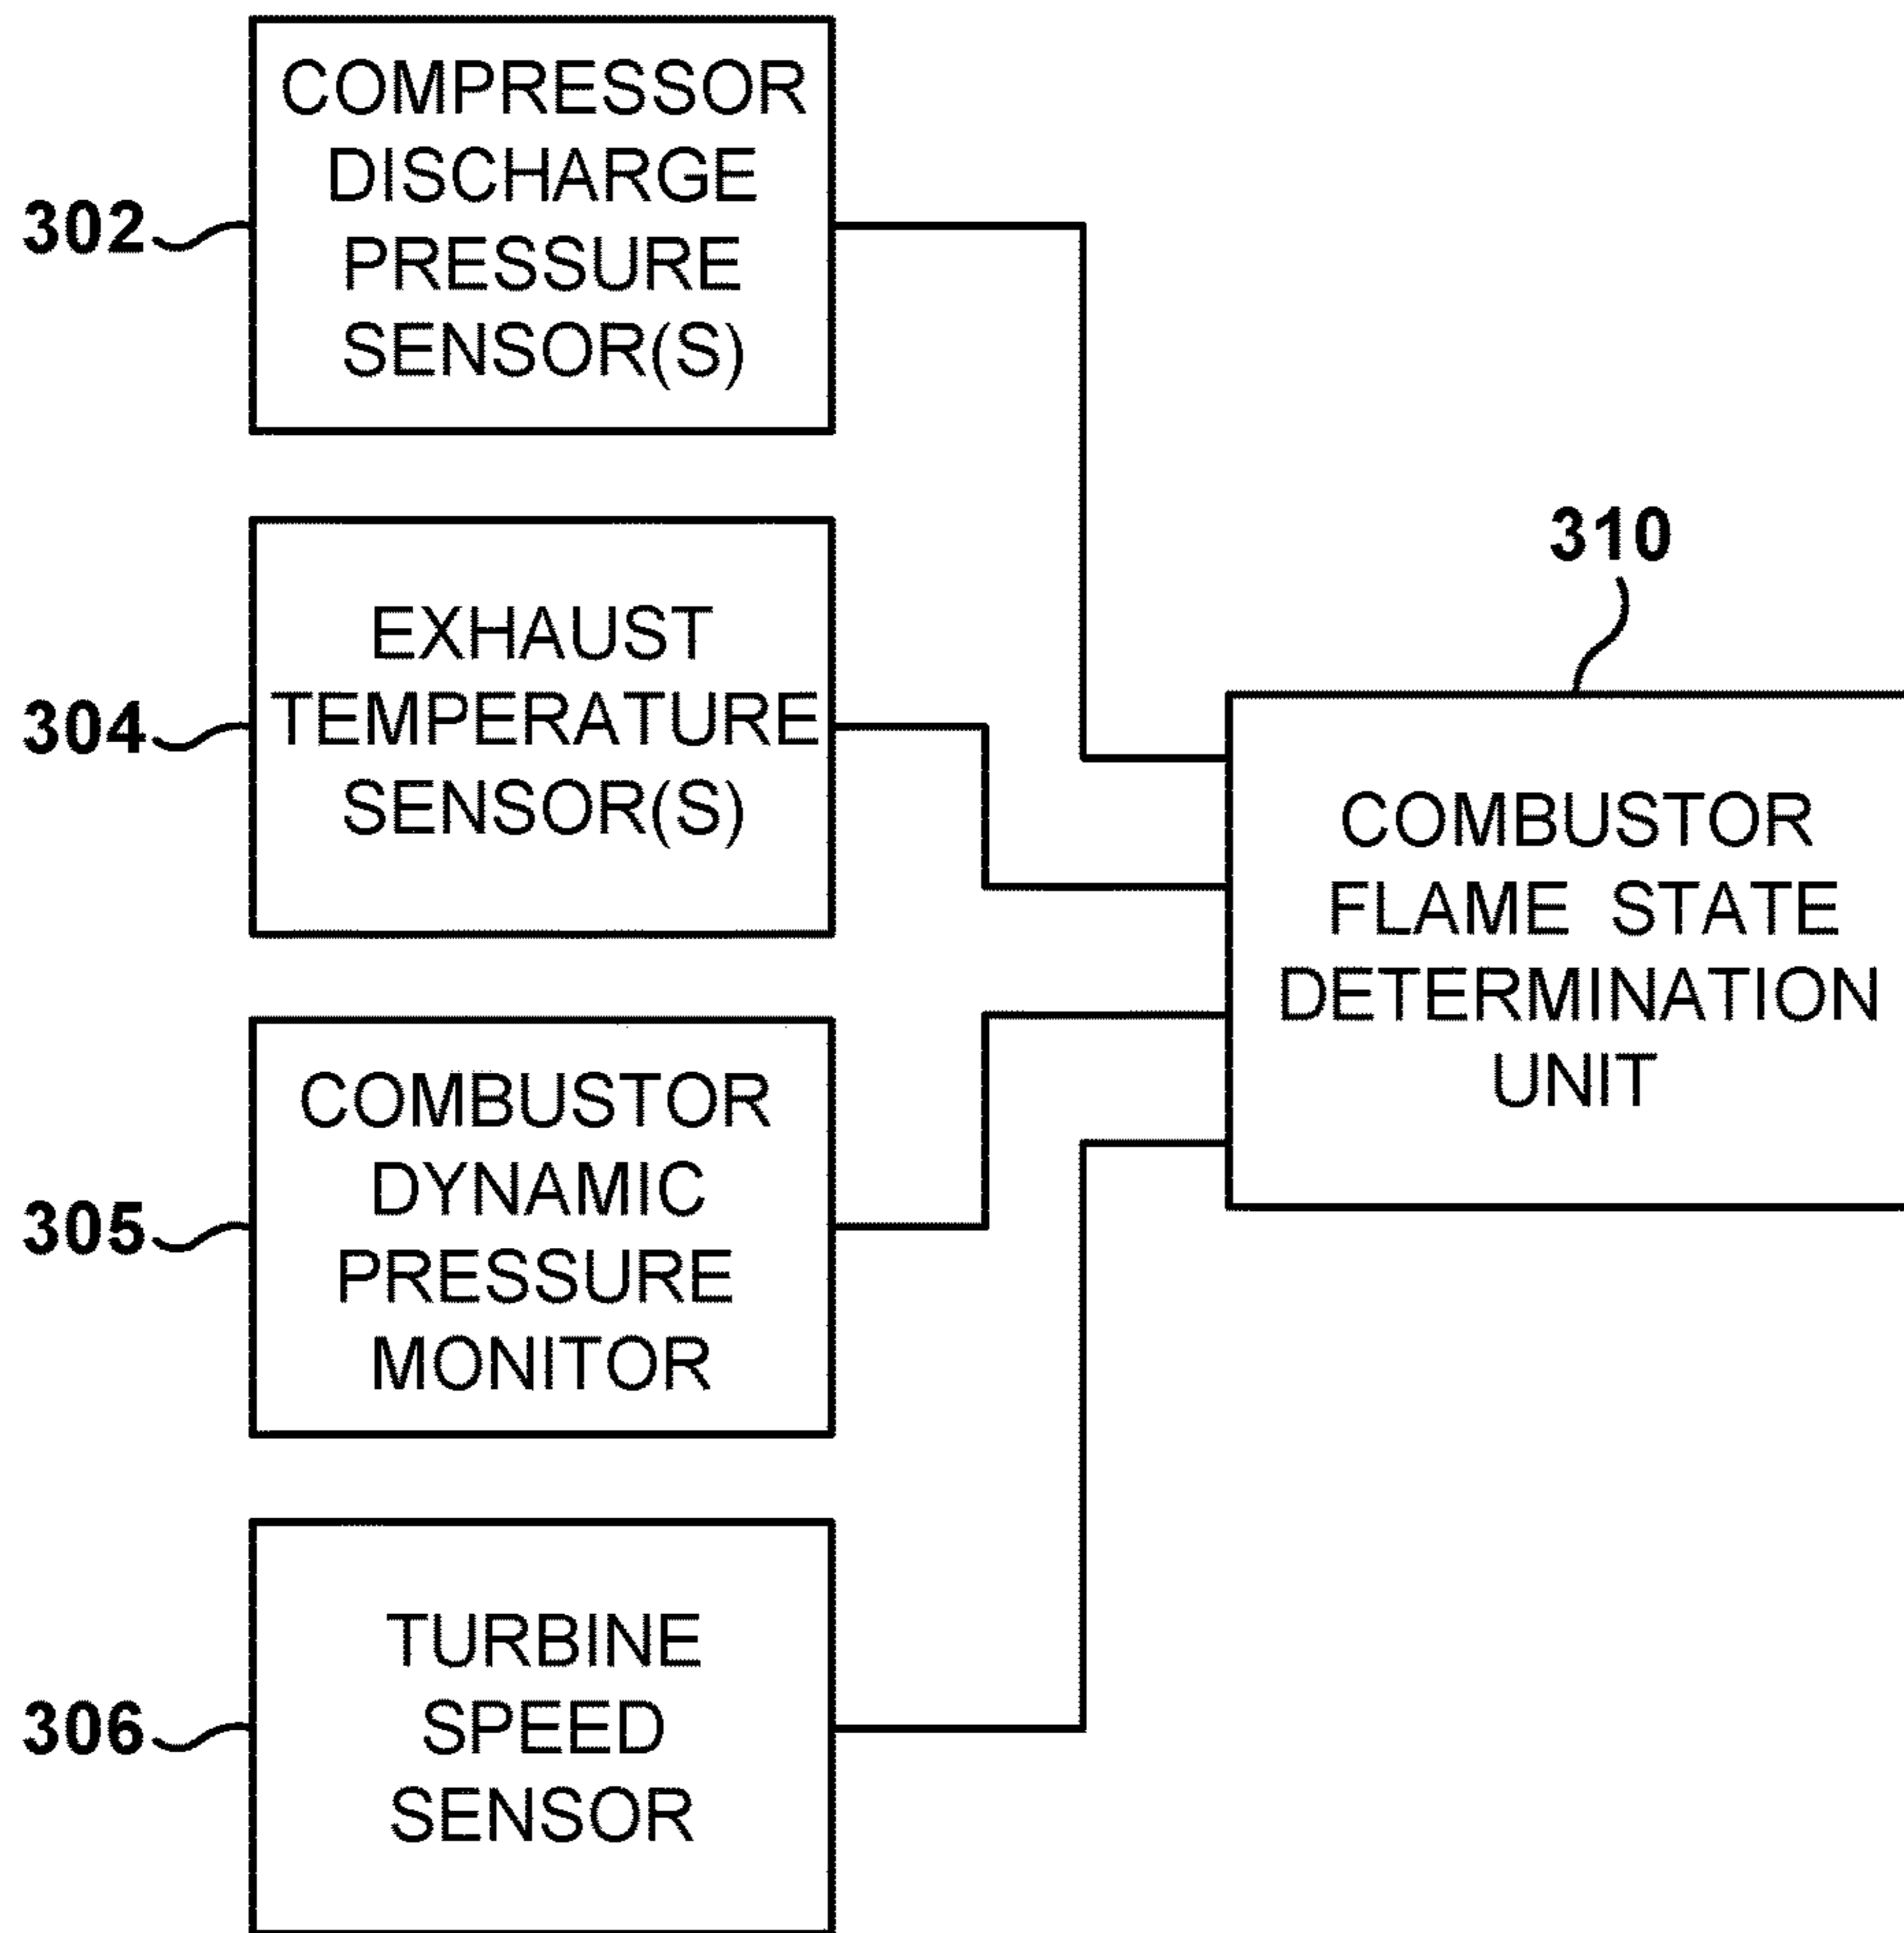 COMPRESSOR
DISCHARGE
PRESSURE
SENSOR(S)
302
EXHAUST
TEMPERATURE
SENSOR(S)
304
310
COMBUSTOR
FLAME STATE
DETERMINATION
UNIT
COMBUSTOR
DYNAMIC
PRESSURE
MONITOR
305
TURBINE
SPEED
SENSOR
306